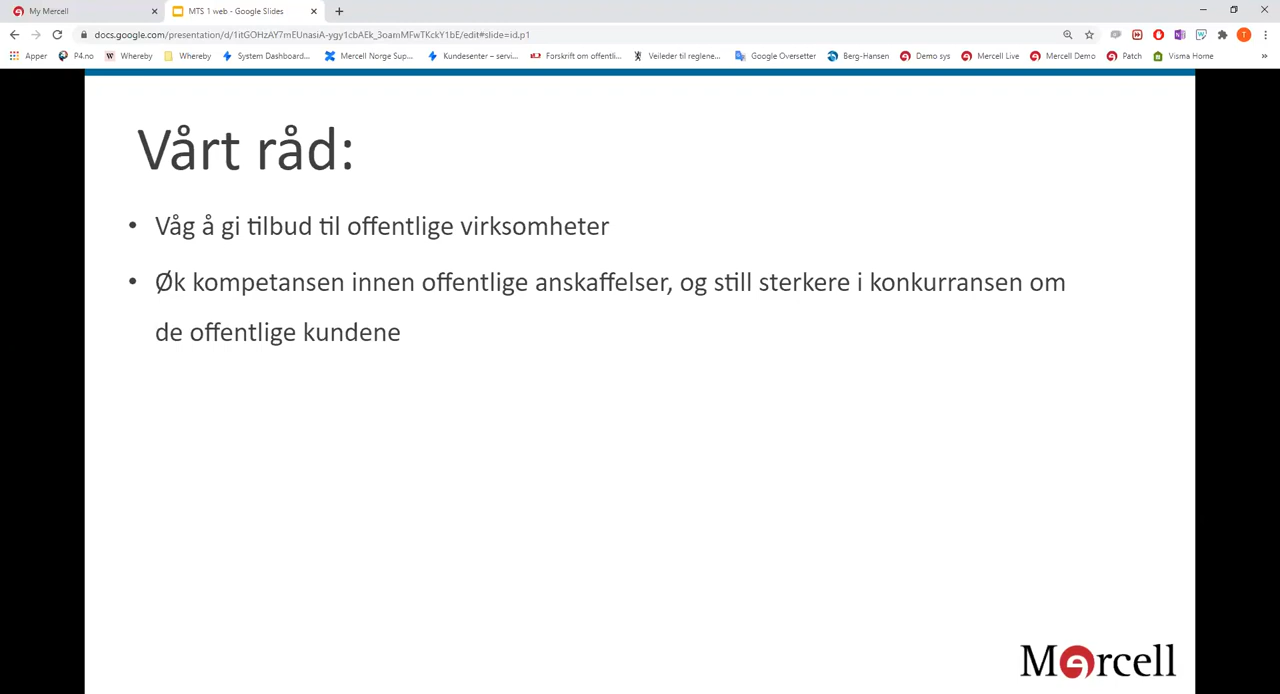 My Mercell
MTS 1 web - Google Slides
docs.google.com/presentation/d/1itGOHzAY7mEUnasiA-ygy1cbAEk_3oamMFwTKckY1bE/edit#slide=id.p1
Apper P4.no Whereby Whereby System Dashboard... Mercell Norge Sup... Kundesenter – servi... Forskrift om offentli... Veileder til reglene... Google Oversetter Berg-Hansen Demo sys Mercell Live Mercell Demo Patch Visma Home »
Vårt råd:
• Våg å gi tilbud til offentlige virksomheter
• Øk kompetansen innen offentlige anskaffelser, og still sterkere i konkurransen om
de offentlige kundene
Mercell